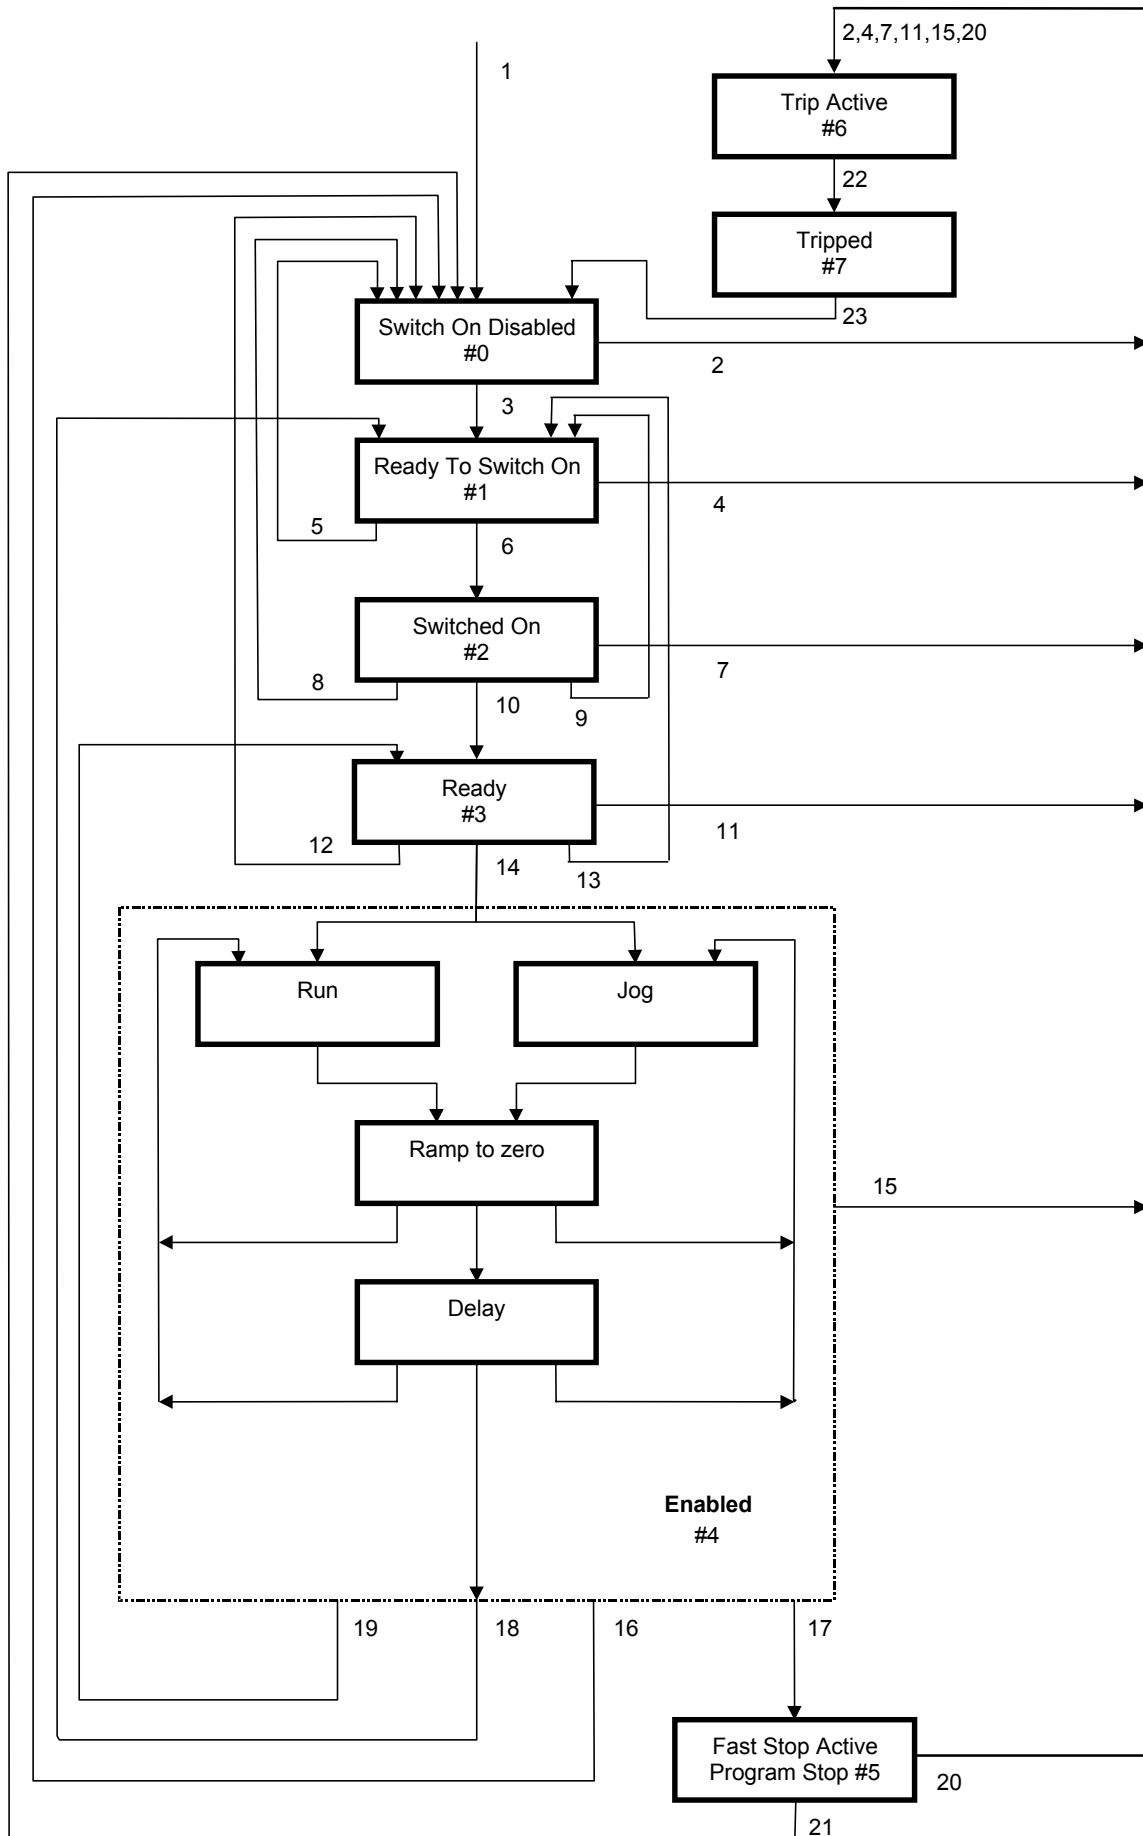 2,4,7,11,15,20
1
Trip Active
#6
22
Tripped
#7
23
Switch On Disabled
#0
2
3
Ready To Switch On
#1
4
5
6
Switched On
#2
7
8
10
9
Ready
#3
11
12
14
13
Run
Jog
Ramp to zero
15
Delay
Enabled
#4
19
18
16
17
Fast Stop Active
Program Stop #5
20
21